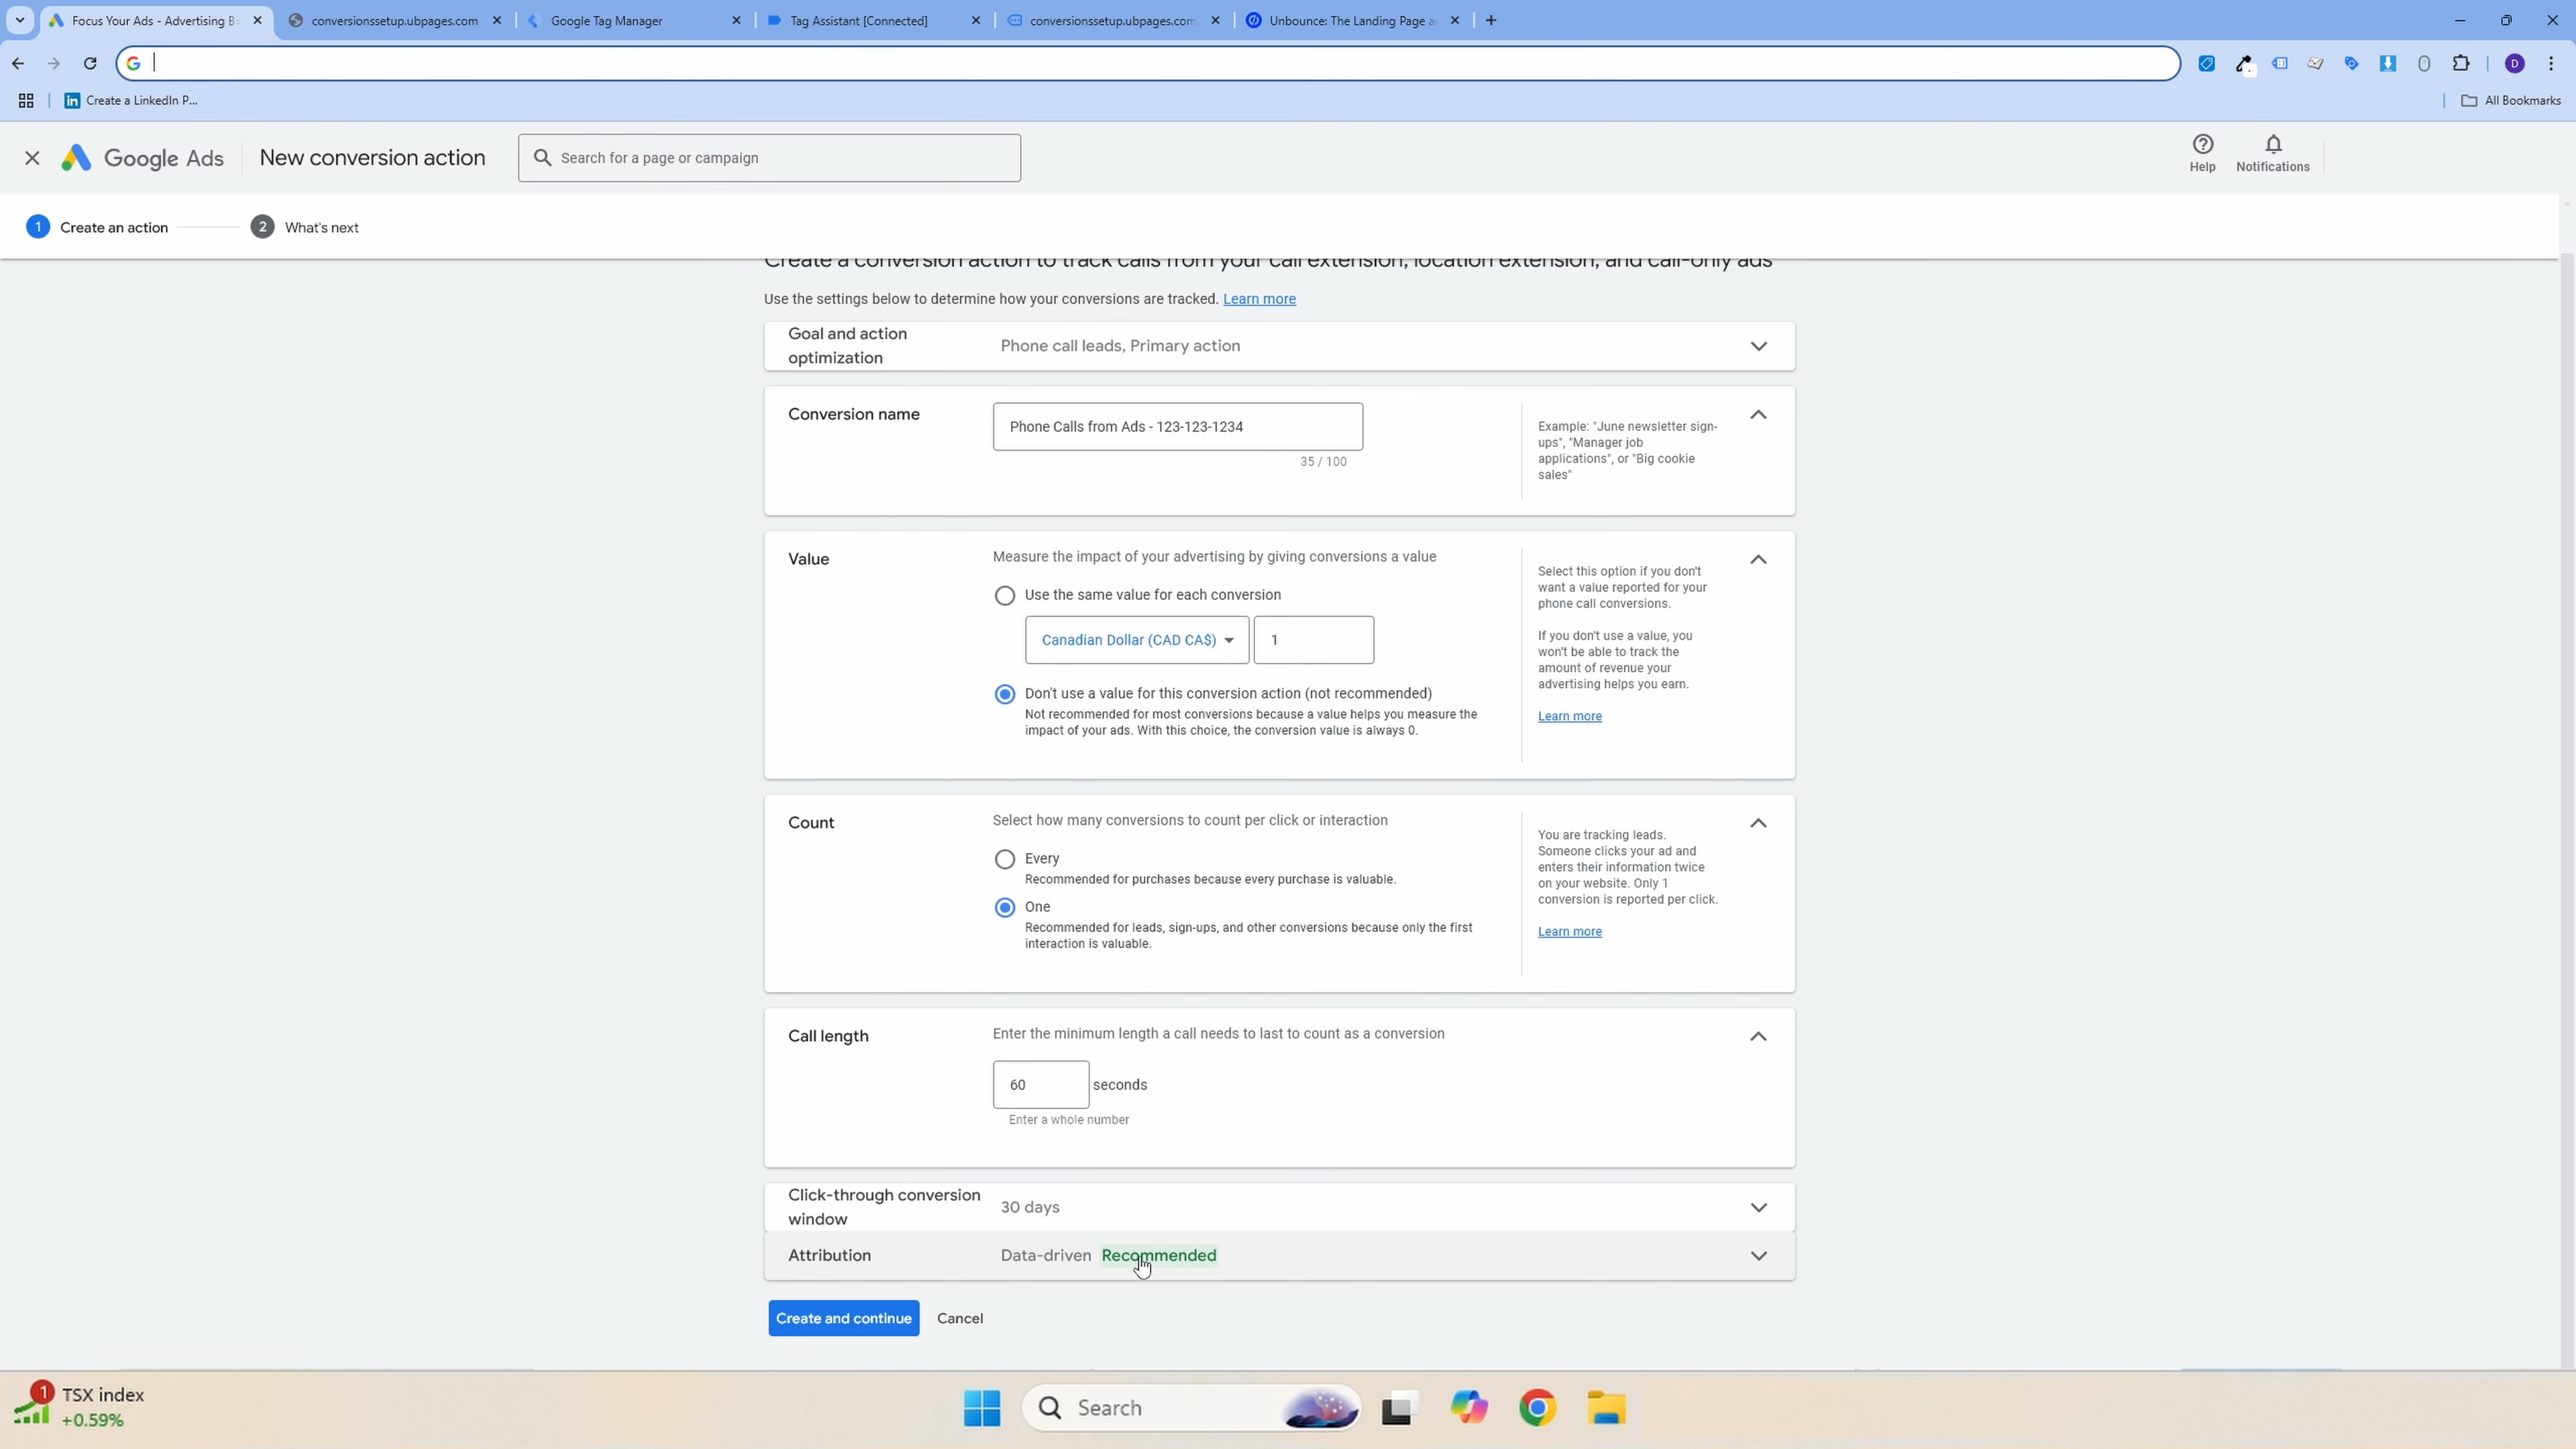 Focus Your Ads - Advertising B
conversionssetup.ubpages.com
Google Tag Manager
Tag Assistant [Connected]
conversionssetup.ubpages.com
Unbounce: The Landing Page a
Create a LinkedIn P...
All Bookmarks
Google Ads
New conversion action
Search for a page or campaign
Help
Notifications
1 Create an action
2 What's next
Create a conversion action to track calls from your call extension, location extension, and call-only ads
Use the settings below to determine how your conversions are tracked. Learn more
Goal and action
optimization
Phone call leads, Primary action
Conversion name
Phone Calls from Ads - 123-123-1234
35 / 100
Example: "June newsletter sign-
ups", "Manager job
applications", or "Big cookie
sales"
Value
Measure the impact of your advertising by giving conversions a value
Use the same value for each conversion
Canadian Dollar (CAD CA$)
1
Don't use a value for this conversion action (not recommended)
Not recommended for most conversions because a value helps you measure the
impact of your ads. With this choice, the conversion value is always 0.
Select this option if you don't
want a value reported for your
phone call conversions.
If you don't use a value, you
won't be able to track the
amount of revenue your
advertising helps you earn.
Learn more
Count
Select how many conversions to count per click or interaction
Every
Recommended for purchases because every purchase is valuable.
One
Recommended for leads, sign-ups, and other conversions because only the first
interaction is valuable.
You are tracking leads.
Someone clicks your ad and
enters their information twice
on your website. Only 1
conversion is reported per click.
Learn more
Call length
Enter the minimum length a call needs to last to count as a conversion
60
seconds
Enter a whole number
Click-through conversion
window
30 days
Attribution
Data-driven Recommended
Create and continue
Cancel
1
TSX index
+0.59%
Search
D